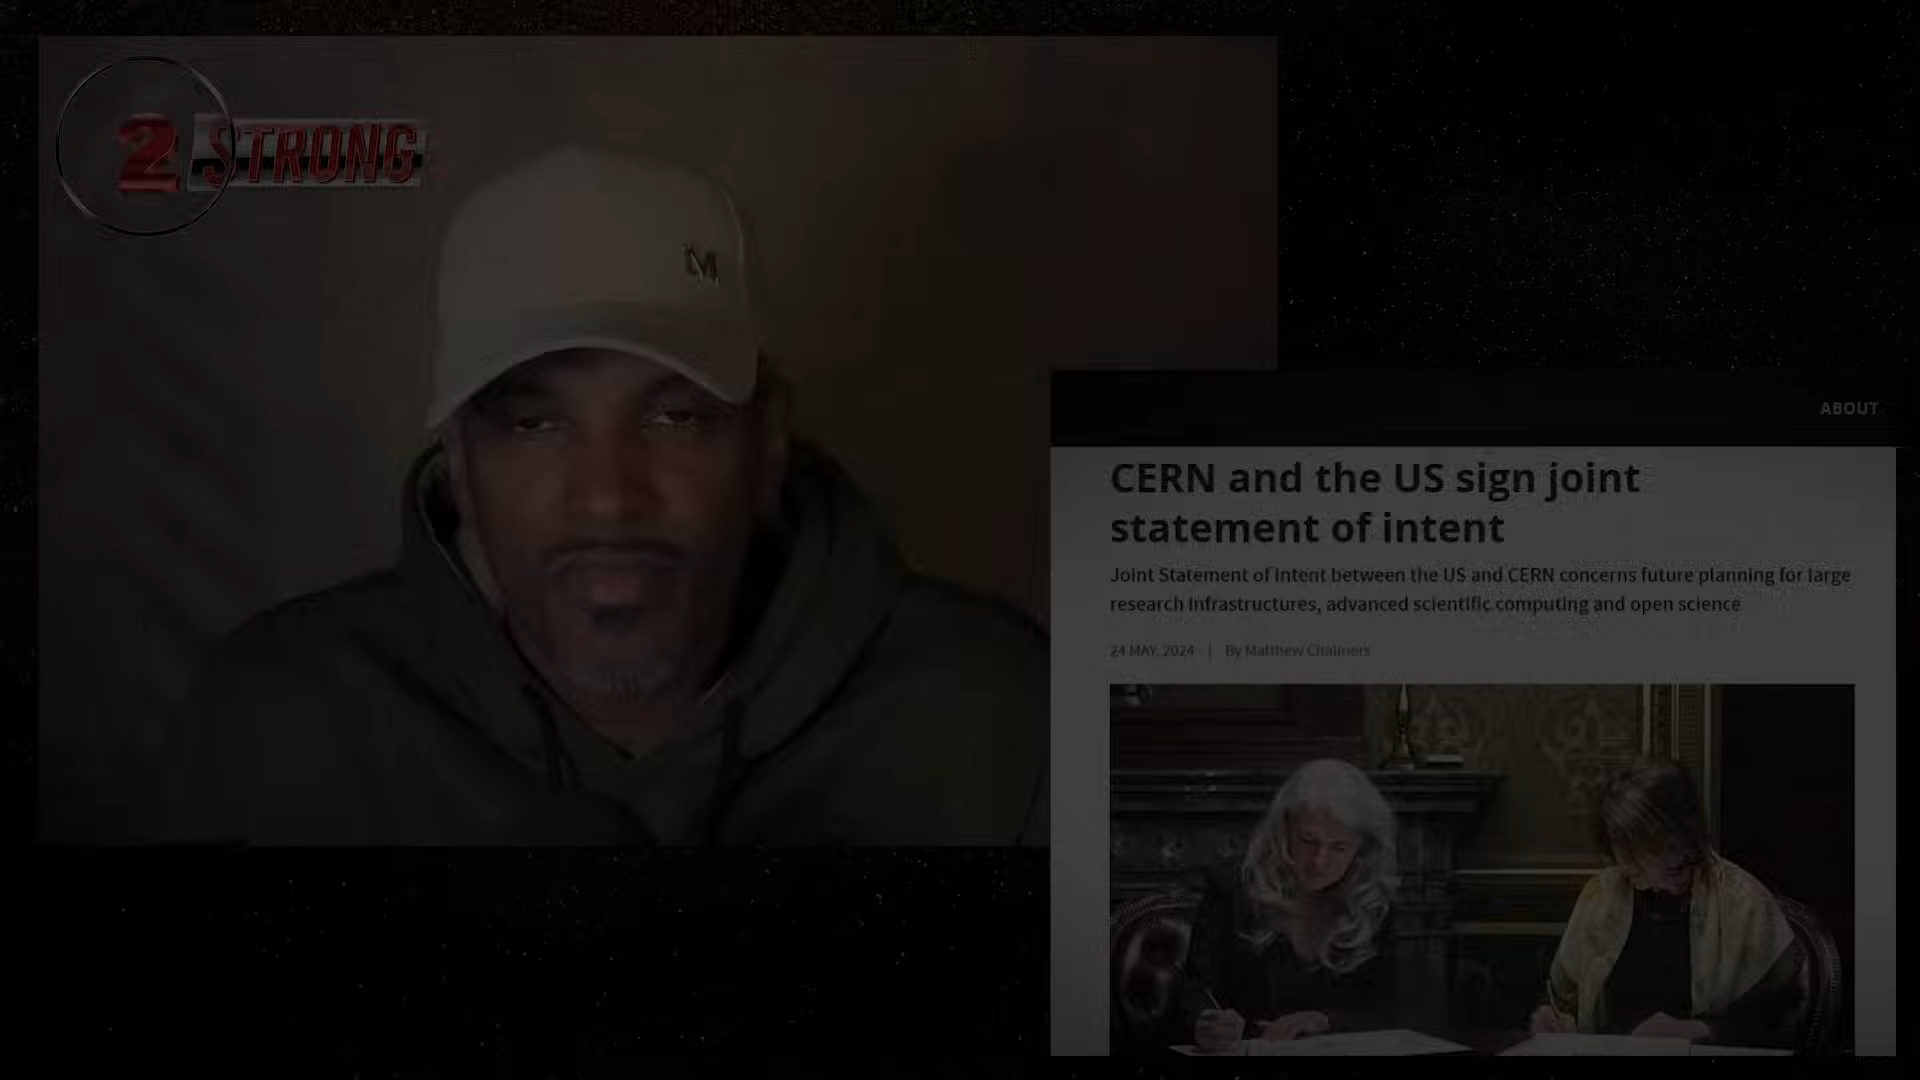 2 STRONG
M
ABOUT
CERN and the US sign joint
statement of intent
Joint Statement of Intent between the US and CERN concerns future planning for large
research infrastructures, advanced scientific computing and open science
24 MAY, 2024 | By Matthew Chalmers